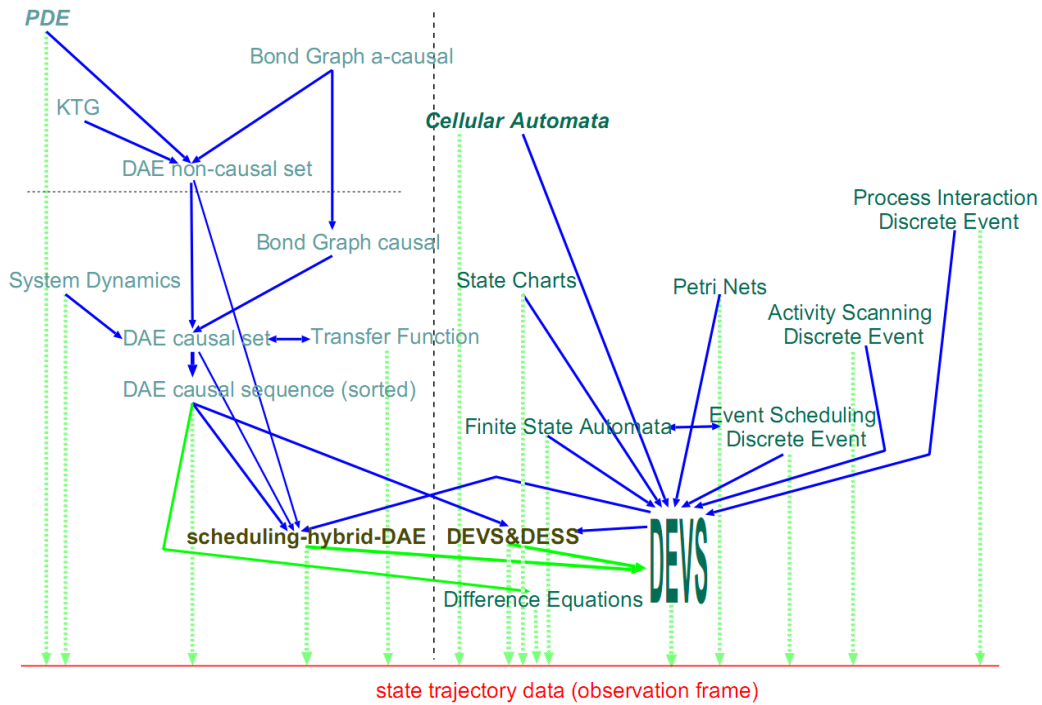 PDE
Bond Graph a-causal
KTG
Cellular Automata
DAE non-causal set
Process Interaction
Discrete Event
Bond Graph causal
System Dynamics
State Charts
Petri Nets
Activity Scanning
Discrete Event
DAE causal set
Transfer Function
DAE causal sequence (sorted)
Finite State Automata
Event Scheduling
Discrete Event
scheduling-hybrid-DAE
DEVS&DESS
DEVS
Difference Equations
state trajectory data (observation frame)